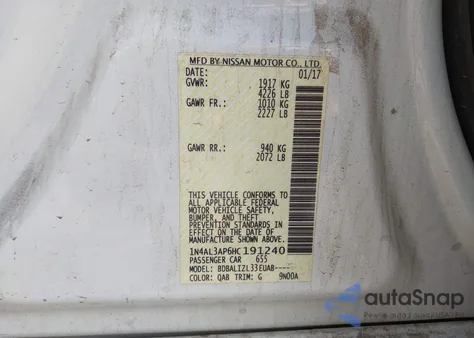 MFD BY NISSAN MOTOR CO., LTD.
DATE: 01/17
GVWR: 1917 KG
4226 LB
GAWR FR.: 1010 KG
2227 LB
GAWR RR.: 940 KG
2072 LB
THIS VEHICLE CONFORMS TO
ALL APPLICABLE FEDERAL
MOTOR VEHICLE SAFETY,
BUMPER, AND THEFT
PREVENTION STANDARDS IN
EFFECT ON THE DATE OF
MANUFACTURE SHOWN ABOVE.
1N4AL3AP6HC191240
PASSENGER CAR 655
MODEL: BDBALIZL33EUAB----
COLOR: QAB TRIM: G 9N00A
autoSnap